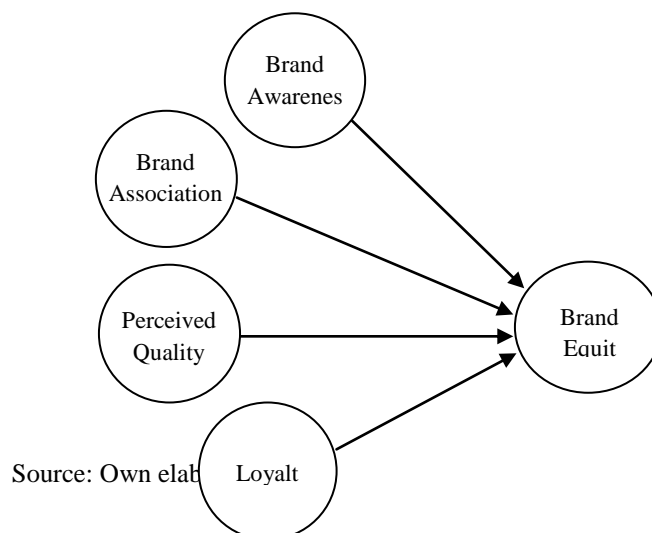 Brand
Awarenes
Brand
Association
Perceived
Quality
Brand
Equit
Source: Own elab
Loyalt